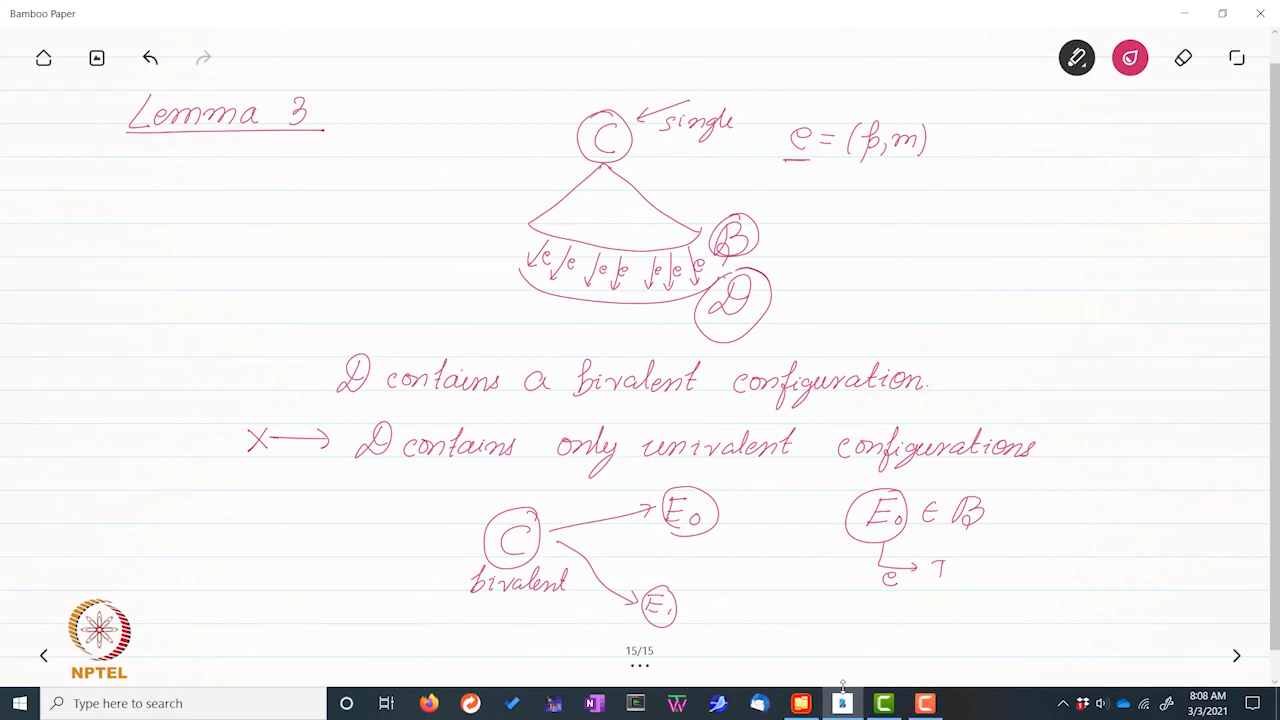 Bamboo Paper
Lemma 3
C
single
e = (p, m)
B
e e e e e e e
D
D contains a bivalent configuration.
X → D contains only univalent configurations
C
bivalent
E₀
E₁
E₀ ∈ B
e
15/15
NPTEL
Type here to search
8:08 AM
3/3/2021